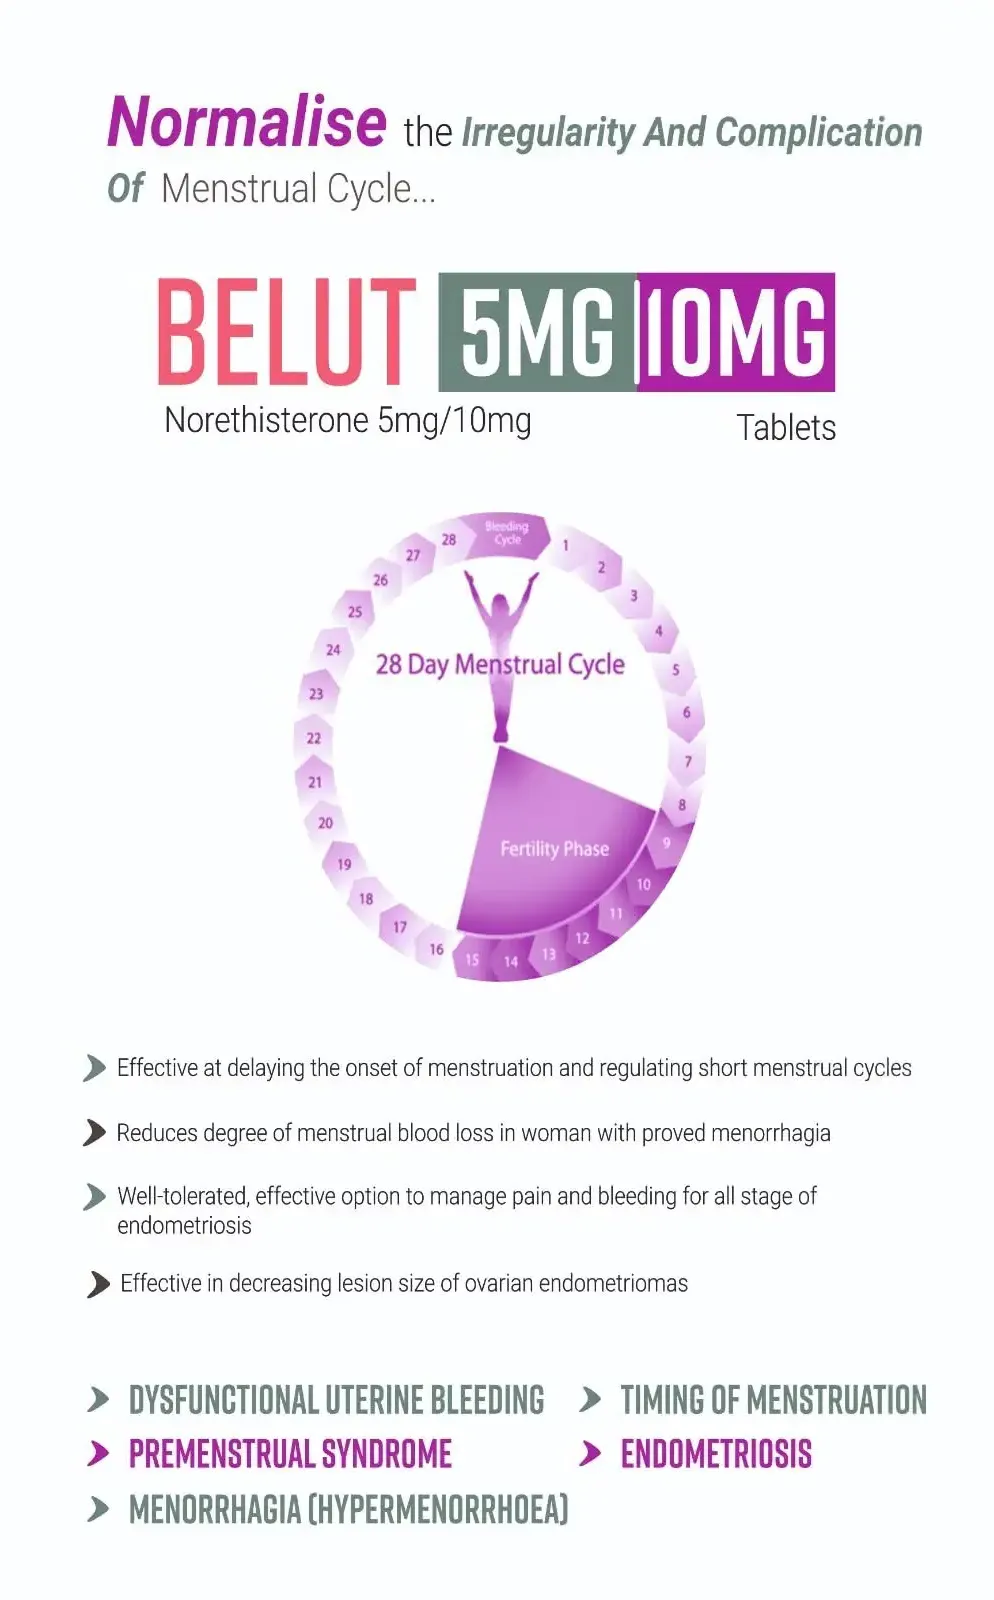 Normalise the Irregularity And Complication
Of Menstrual Cycle...
BELUT 5MG|10MG
Norethisterone 5mg/10mg Tablets
Bleeding
Cycle
1
2
3
4
5
6
7
8
9
10
11
12
13
14
15
16
17
18
19
20
21
22
23
24
25
26
27
28
28 Day Menstrual Cycle
Fertility Phase
Effective at delaying the onset of menstruation and regulating short menstrual cycles
Reduces degree of menstrual blood loss in woman with proved menorrhagia
Well-tolerated, effective option to manage pain and bleeding for all stage of
endometriosis
Effective in decreasing lesion size of ovarian endometriomas
DYSFUNCTIONAL UTERINE BLEEDING
TIMING OF MENSTRUATION
PREMENSTRUAL SYNDROME
ENDOMETRIOSIS
MENORRHAGIA (HYPERMENORRHOEA)